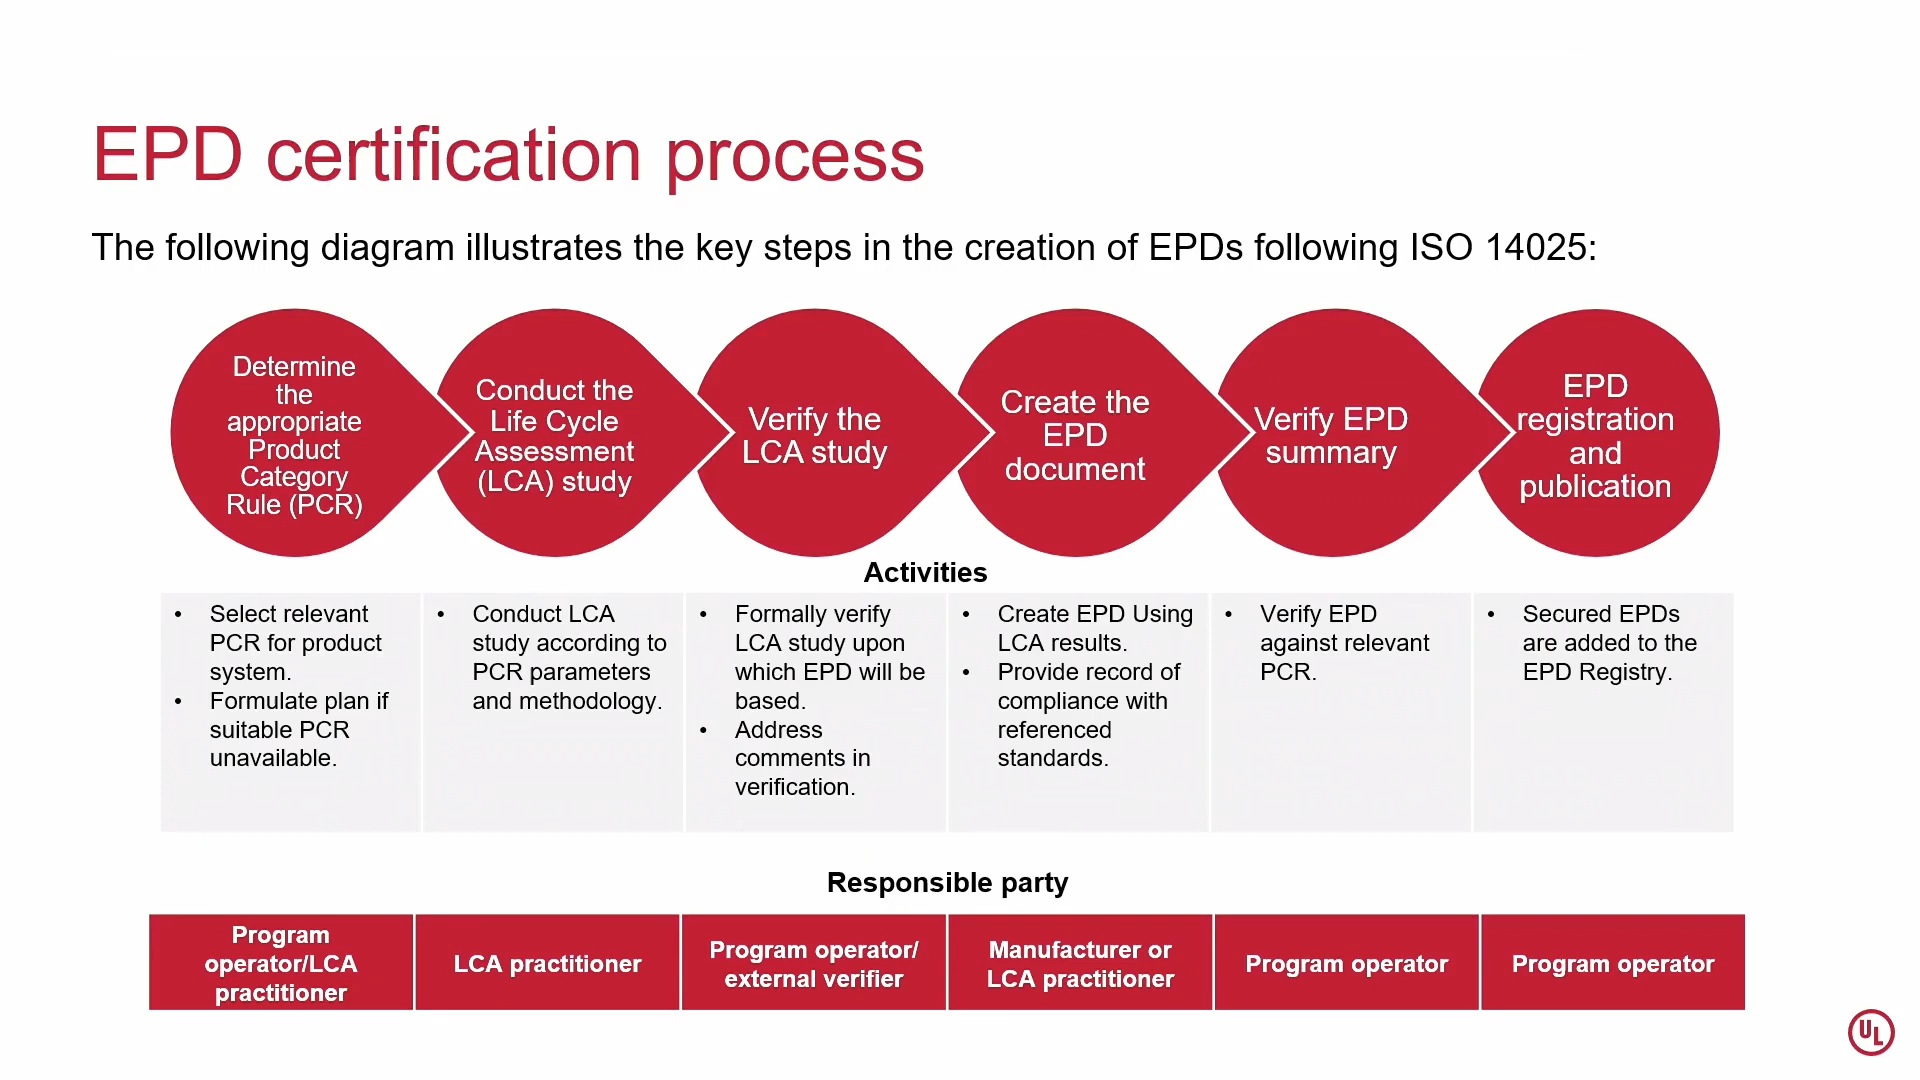 EPD certification process
The following diagram illustrates the key steps in the creation of EPDs following ISO 14025:
Determine
the
appropriate
Product
Category
Rule (PCR)
Conduct the
Life Cycle
Assessment
(LCA) study
Verify the
LCA study
Create the
EPD
document
Verify EPD
summary
EPD
registration
and
publication
Activities
• Select relevant
PCR for product
system.
• Formulate plan if
suitable PCR
unavailable.
• Conduct LCA
study according to
PCR parameters
and methodology.
• Formally verify
LCA study upon
which EPD will be
based.
• Address
comments in
verification.
• Create EPD Using
LCA results.
• Provide record of
compliance with
referenced
standards.
• Verify EPD
against relevant
PCR.
• Secured EPDs
are added to the
EPD Registry.
Responsible party
Program
operator/LCA
practitioner
LCA practitioner
Program operator/
external verifier
Manufacturer or
LCA practitioner
Program operator
Program operator
UL